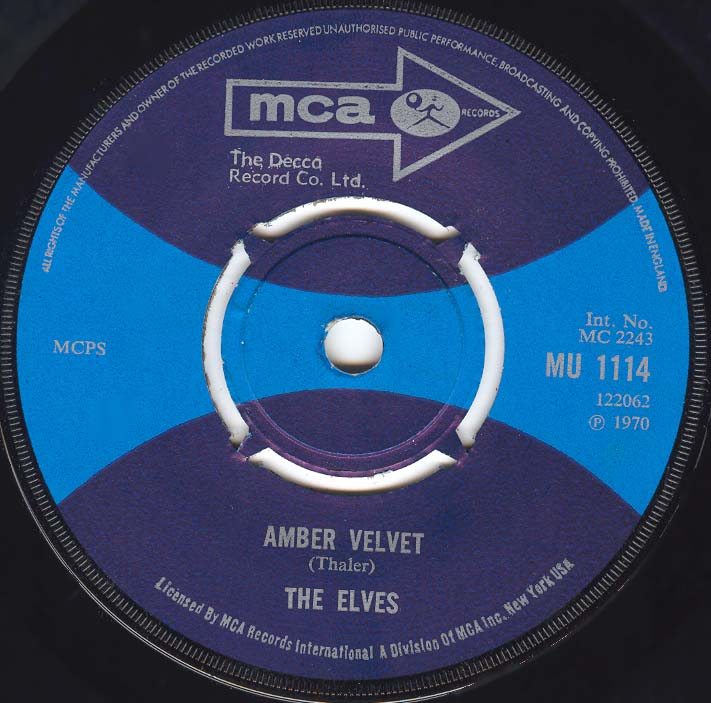 ALL RIGHTS OF THE MANUFACTURERS AND OWNER OF THE RECORDED WORK RESERVED UNAUTHORISED PUBLIC PERFORMANCE, BROADCASTING AND COPYING PROHIBITED MADE IN ENGLAND
mca
RECORDS
The Decca
Record Co. Ltd.
MCPS
Int. No.
MC 2243
MU 1114
122062
℗ 1970
AMBER VELVET
(Thaler)
THE ELVES
Licensed By MCA Records International A Division Of MCA Inc. New York USA